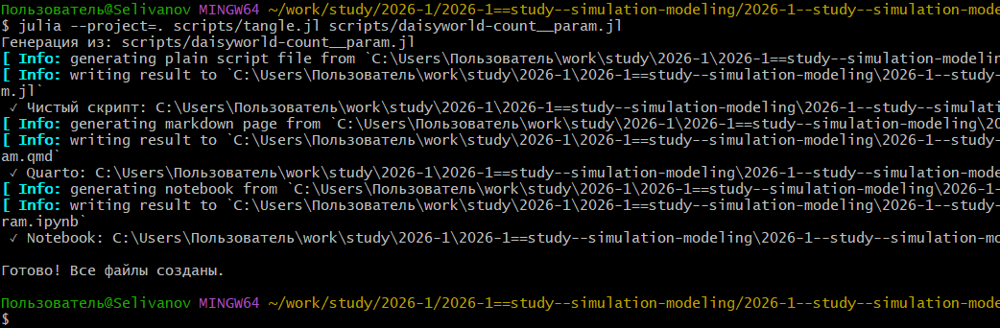 Пользователь@Selivanov MINGW64 ~/work/study/2026-1/2026-1==study--simulation-modeling/2026-1--study--simulation-mode
$ julia --project=. scripts/tangle.jl scripts/daisyworld-count__param.jl
Генерация из: scripts/daisyworld-count__param.jl
[ Info: generating plain script file from `C:\Users\Пользователь\work\study\2026-1\2026-1==study--simulation-modelin
[ Info: writing result to `C:\Users\Пользователь\work\study\2026-1\2026-1==study--simulation-modeling\2026-1--study-
m.jl`
✓ Чистый скрипт: C:\Users\Пользователь\work\study\2026-1\2026-1==study--simulation-modeling\2026-1--study--simulati
[ Info: generating markdown page from `C:\Users\Пользователь\work\study\2026-1\2026-1==study--simulation-modeling\20
[ Info: writing result to `C:\Users\Пользователь\work\study\2026-1\2026-1==study--simulation-modeling\2026-1--study-
am.qmd`
✓ Quarto: C:\Users\Пользователь\work\study\2026-1\2026-1==study--simulation-modeling\2026-1--study--simulation-mode
[ Info: generating notebook from `C:\Users\Пользователь\work\study\2026-1\2026-1==study--simulation-modeling\2026-1-
[ Info: writing result to `C:\Users\Пользователь\work\study\2026-1\2026-1==study--simulation-modeling\2026-1--study-
ram.ipynb`
✓ Notebook: C:\Users\Пользователь\work\study\2026-1\2026-1==study--simulation-modeling\2026-1--study--simulation-mo
Готово! Все файлы созданы.
Пользователь@Selivanov MINGW64 ~/work/study/2026-1/2026-1==study--simulation-modeling/2026-1--study--simulation-mode
$